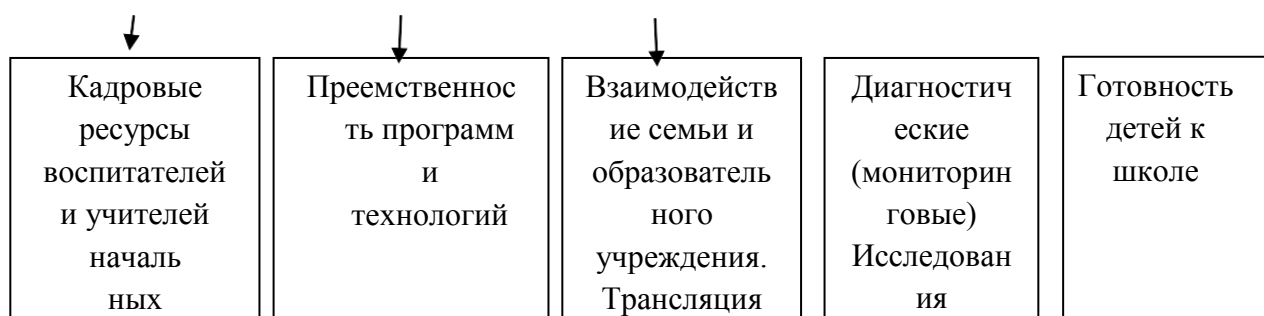 Кадровые
ресурсы
воспитателей
и учителей
началь
ных
Преемственнос
ть программ
и
технологий
Взаимодейств
ие семьи и
образователь
ного
учреждения.
Трансляция
Диагностич
еские
(мониторин
говые)
Исследован
ия
Готовность
детей к
школе